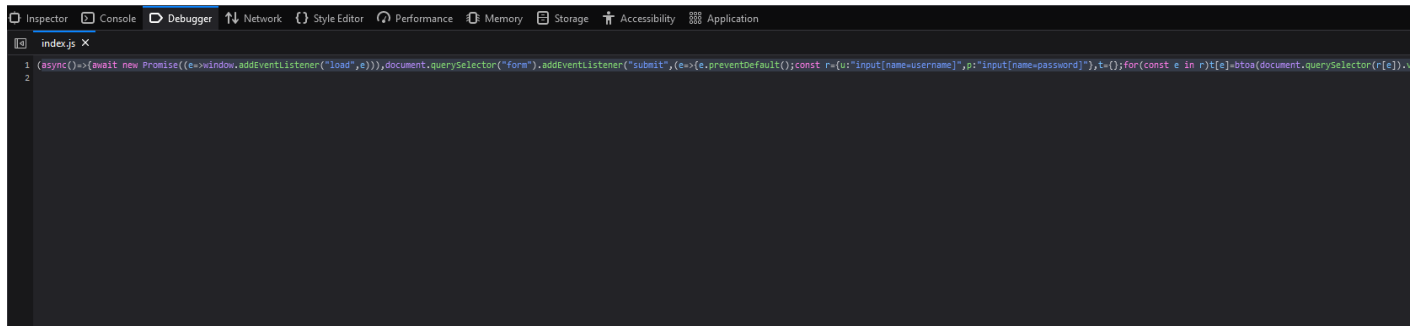 Inspector Console Debugger Network {} Style Editor Performance Memory Storage Accessibility Application
index.js ×
1 (async()=>{await new Promise((e=>window.addEventListener("load",e))),document.querySelector("form").addEventListener("submit",(e=>{e.preventDefault();const r={u:"input[name=username]",p:"input[name=password]"},t={};for(const e in r)t[e]=btoa(document.querySelector(r[e]).v
2